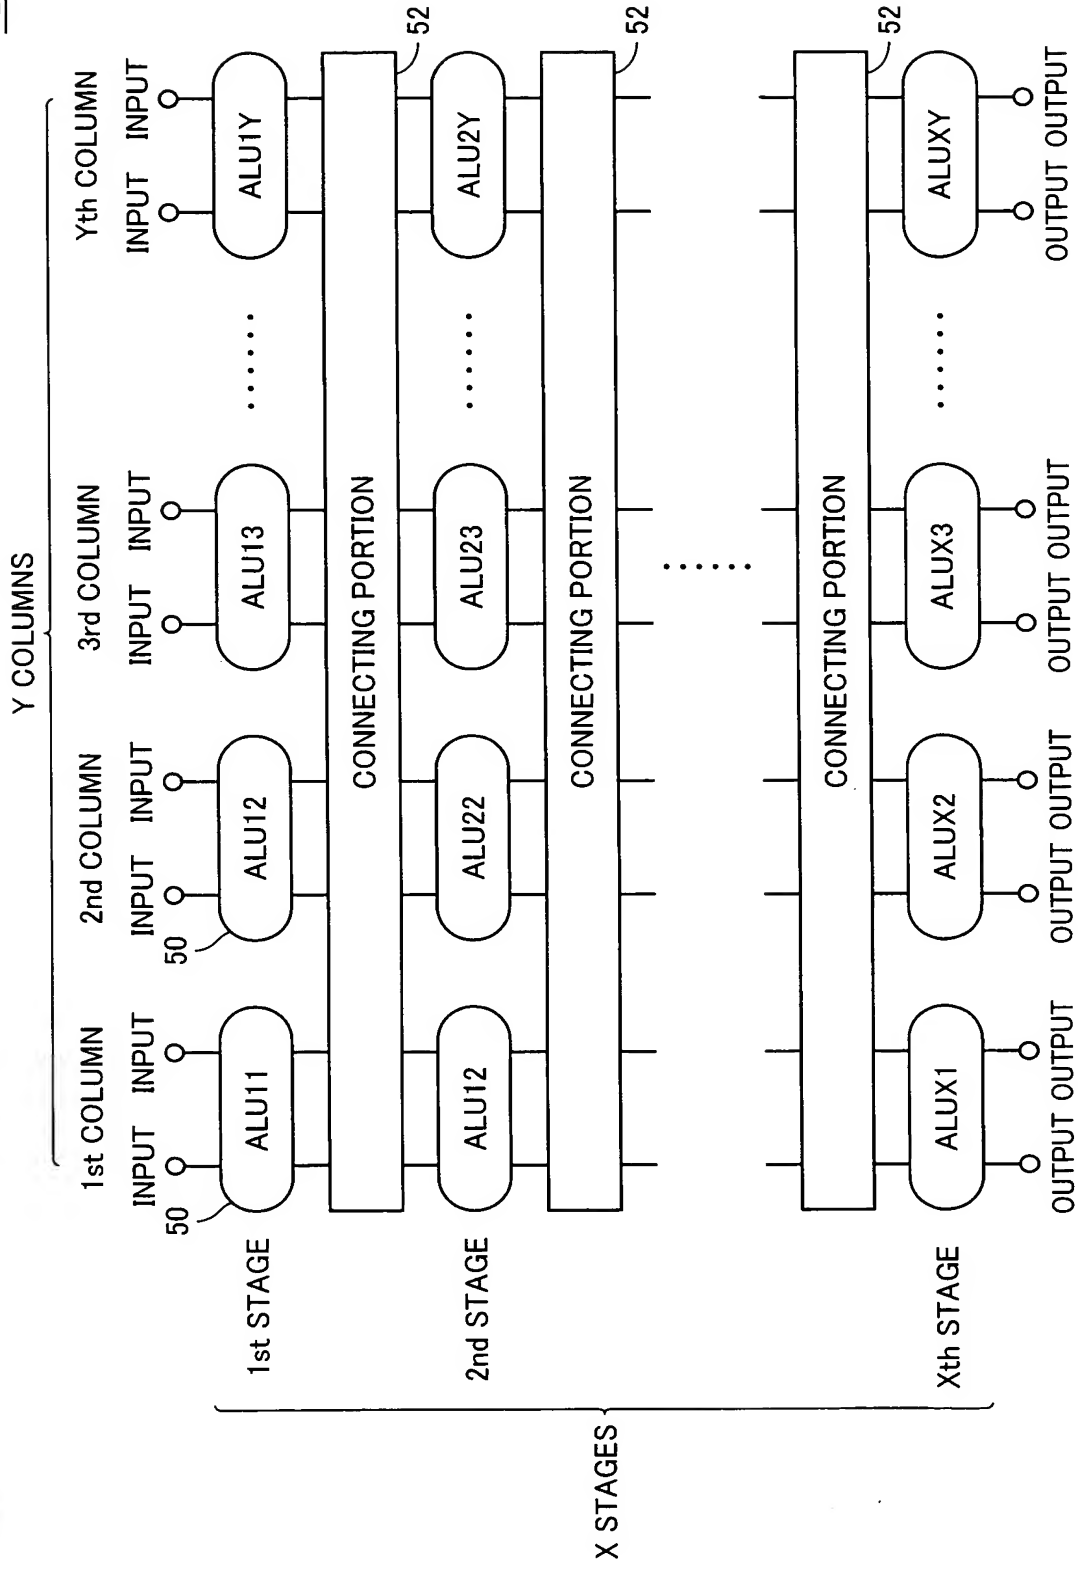 Y COLUMNS
1st COLUMN 2nd COLUMN 3rd COLUMN Yth COLUMN
INPUT INPUT INPUT INPUT INPUT INPUT INPUT INPUT
50 50
1st STAGE ALU11 ALU12 ALU13 ...... ALU1Y
CONNECTING PORTION 52
2nd STAGE ALU12 ALU22 ALU23 ...... ALU2Y
CONNECTING PORTION 52
X STAGES
......
CONNECTING PORTION 52
Xth STAGE ALUX1 ALUX2 ALUX3 ...... ALUXY
OUTPUT OUTPUT OUTPUT OUTPUT OUTPUT OUTPUT OUTPUT OUTPUT